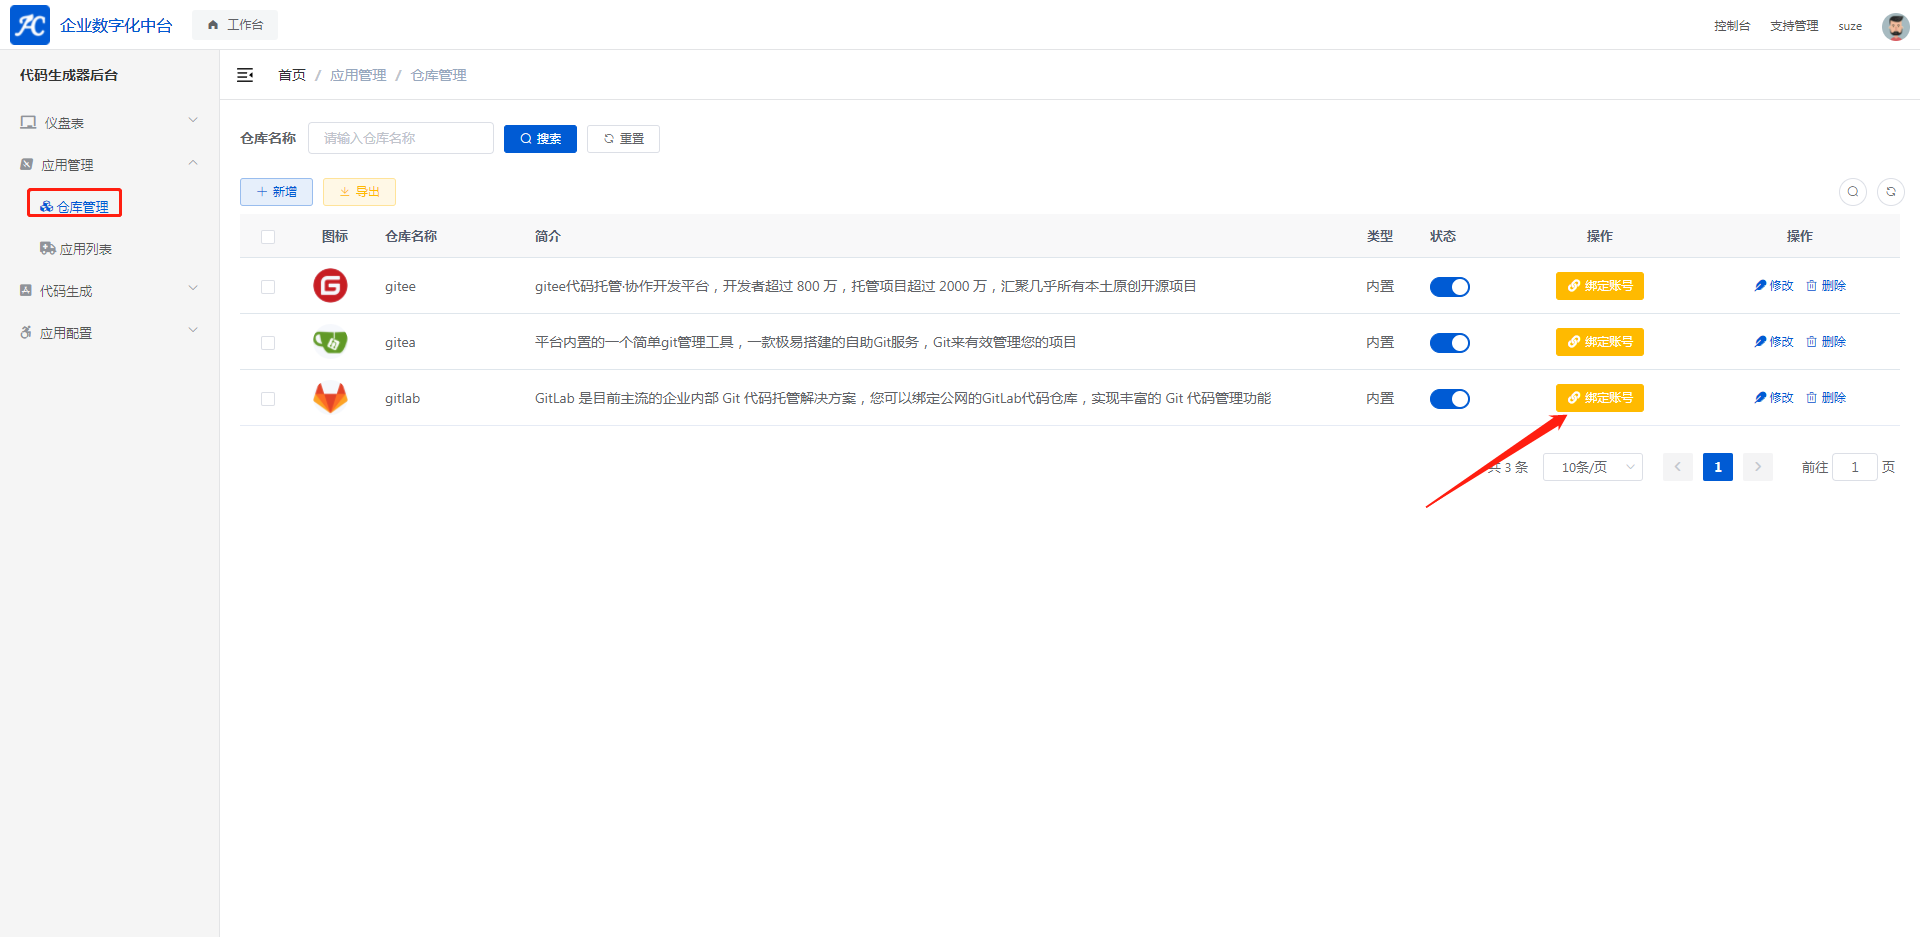 企业数字化中台 工作台 控制台 支持管理 suze
代码生成器后台
首页 / 应用管理 / 仓库管理
仪盘表
应用管理
仓库管理
应用列表
代码生成
应用配置
仓库名称 请输入仓库名称 搜索 重置
新增 导出
图标 仓库名称 简介 类型 状态 操作 操作
gitee gitee代码托管·协作开发平台，开发者超过 800 万，托管项目超过 2000 万，汇聚几乎所有本土原创开源项目 内置 绑定账号 修改 删除
gitea 平台内置的一个简单git管理工具，一款极易搭建的自助Git服务，Git来有效管理您的项目 内置 绑定账号 修改 删除
gitlab GitLab 是目前主流的企业内部 Git 代码托管解决方案，您可以绑定公网的GitLab代码仓库，实现丰富的 Git 代码管理功能 内置 绑定账号 修改 删除
共 3 条 10条/页 1 前往 1 页